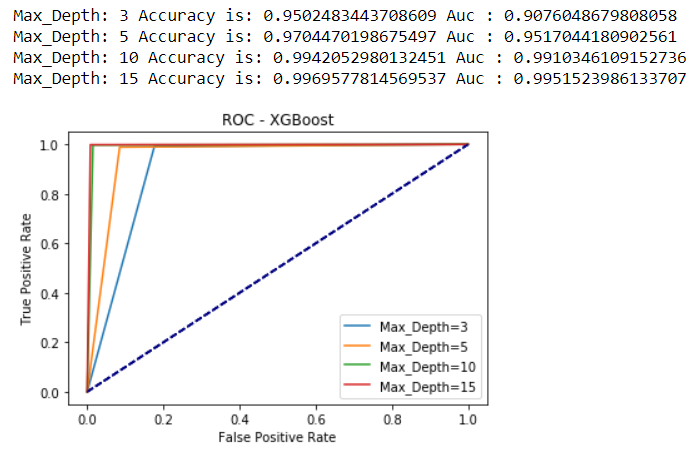 Max_Depth: 3 Accuracy is: 0.9502483443708609 Auc : 0.9076048679808058
Max_Depth: 5 Accuracy is: 0.9704470198675497 Auc : 0.9517044180902561
Max_Depth: 10 Accuracy is: 0.9942052980132451 Auc : 0.9910346109152736
Max_Depth: 15 Accuracy is: 0.9969577814569537 Auc : 0.9951523986133707
ROC - XGBoost
1.0
0.8
0.6
0.4
0.2
0.0
True Positive Rate
Max_Depth=3
Max_Depth=5
Max_Depth=10
Max_Depth=15
0.0 0.2 0.4 0.6 0.8 1.0
False Positive Rate